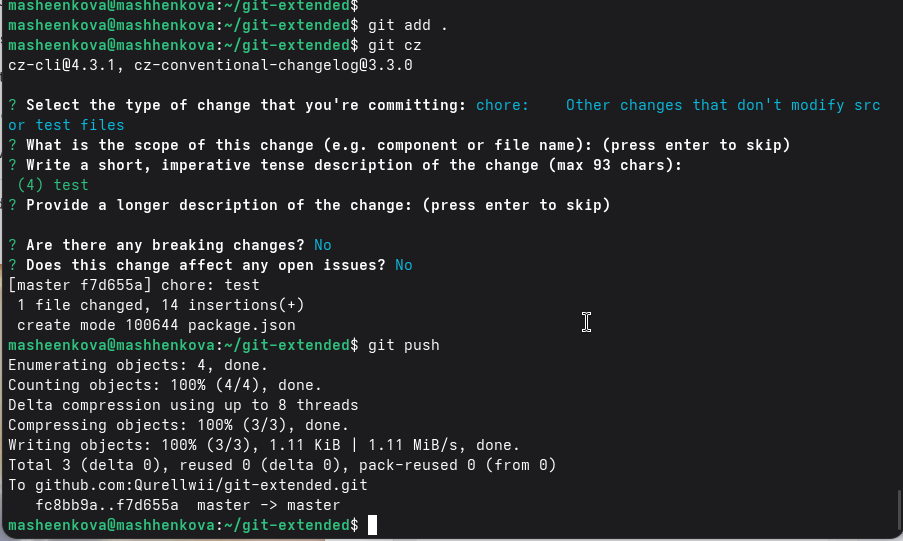 masheenkova@mashhenkova:~/git-extended$
masheenkova@mashhenkova:~/git-extended$ git add .
masheenkova@mashhenkova:~/git-extended$ git cz
cz-cli@4.3.1, cz-conventional-changelog@3.3.0
? Select the type of change that you're committing: chore:    Other changes that don't modify src
or test files
? What is the scope of this change (e.g. component or file name): (press enter to skip)
? Write a short, imperative tense description of the change (max 93 chars):
 (4) test
? Provide a longer description of the change: (press enter to skip)
? Are there any breaking changes? No
? Does this change affect any open issues? No
[master f7d655a] chore: test
 1 file changed, 14 insertions(+)
 create mode 100644 package.json
masheenkova@mashhenkova:~/git-extended$ git push
Enumerating objects: 4, done.
Counting objects: 100% (4/4), done.
Delta compression using up to 8 threads
Compressing objects: 100% (3/3), done.
Writing objects: 100% (3/3), 1.11 KiB | 1.11 MiB/s, done.
Total 3 (delta 0), reused 0 (delta 0), pack-reused 0 (from 0)
To github.com:Qurellwii/git-extended.git
   fc8bb9a..f7d655a  master -> master
masheenkova@mashhenkova:~/git-extended$